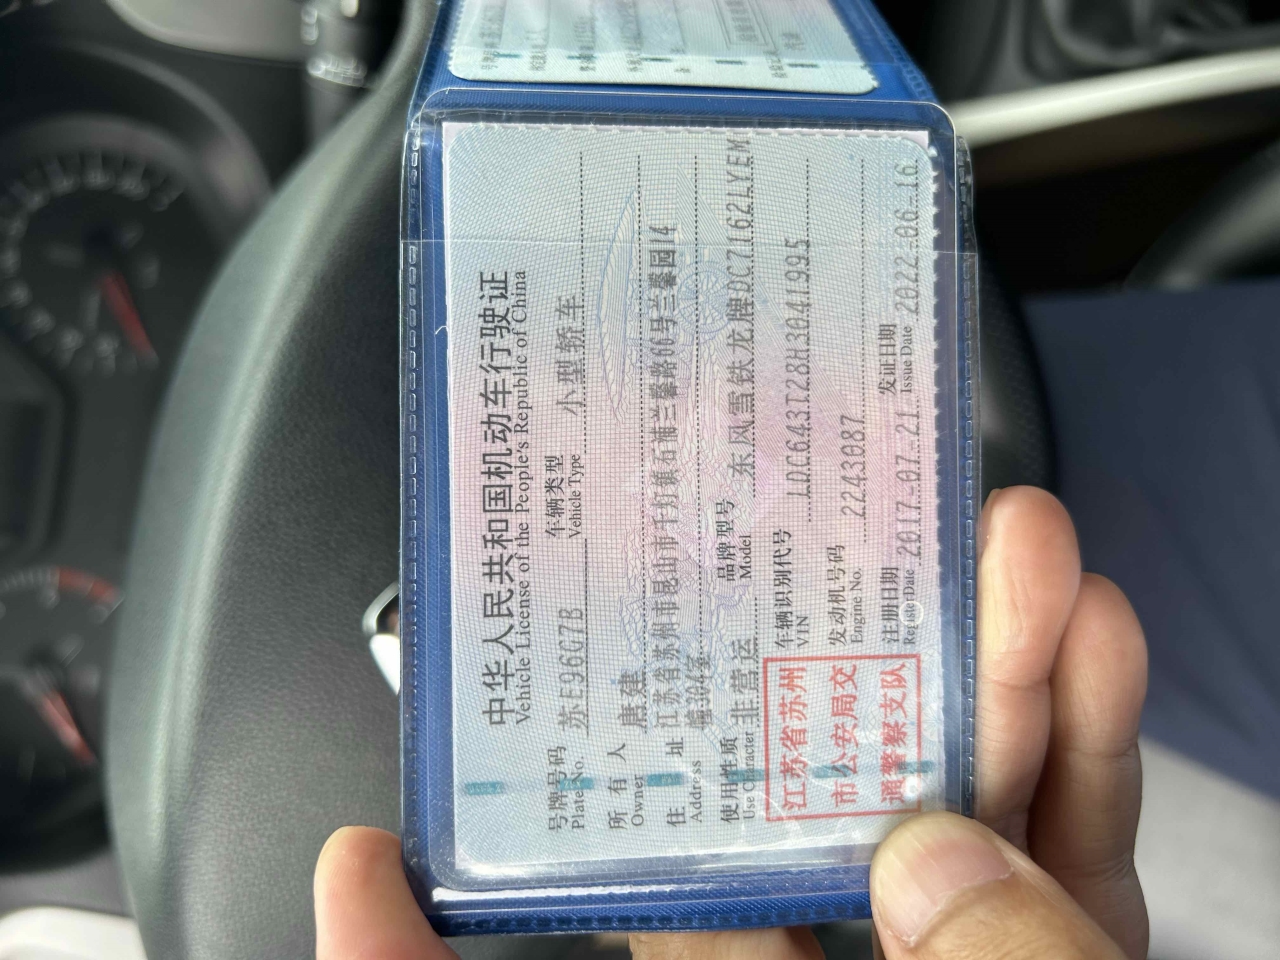 中华人民共和国机动车行驶证
Vehicle License of the People's Republic of China
号牌号码 苏E96G7B 车辆类型 小型轿车
Plate No. Vehicle Type
所有人 唐建
Owner
住址 江苏省苏州市昆山市千灯镇石浦兰馨路66号兰馨园14
Address 幢304室
使用性质 非营运 品牌型号 东风雪铁龙牌DC7162LYEM
Use Character Model
江苏省苏州
市公安局交
通警察支队
车辆识别代号 LDC643T28H3041995
VIN
发动机号码 2243087
Engine No.
注册日期 2017-07-21 发证日期 2022-06-16
Register Date Issue Date